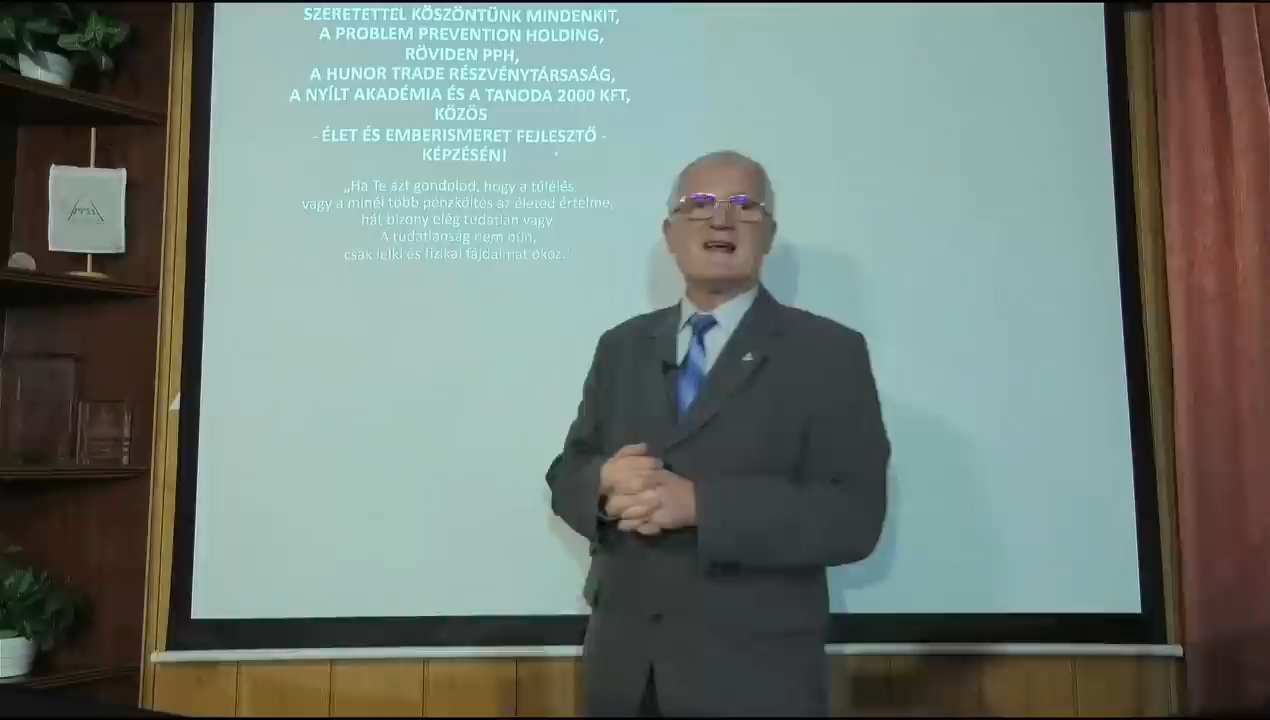 SZERETETTEL KÖSZÖNTÜNK MINDENKIT,
A PROBLEM PREVENTION HOLDING,
RÖVIDEN PPH,
A HUNOR TRADE RÉSZVÉNYTÁRSASÁG,
A NYÍLT AKADÉMIA ÉS A TANODA 2000 KFT,
KÖZÖS
- ÉLET ÉS EMBERISMERET FEJLESZTŐ -
KÉPZÉSÉN!
„Ha Te azt gondolod, hogy a túlélés
vagy a minél több pénzköltés az életed értelme,
hát bizony elég tudatlan vagy.
A tudatlanság nem bűn,
csak lelki és fizikai fájdalmat okoz."
PPH